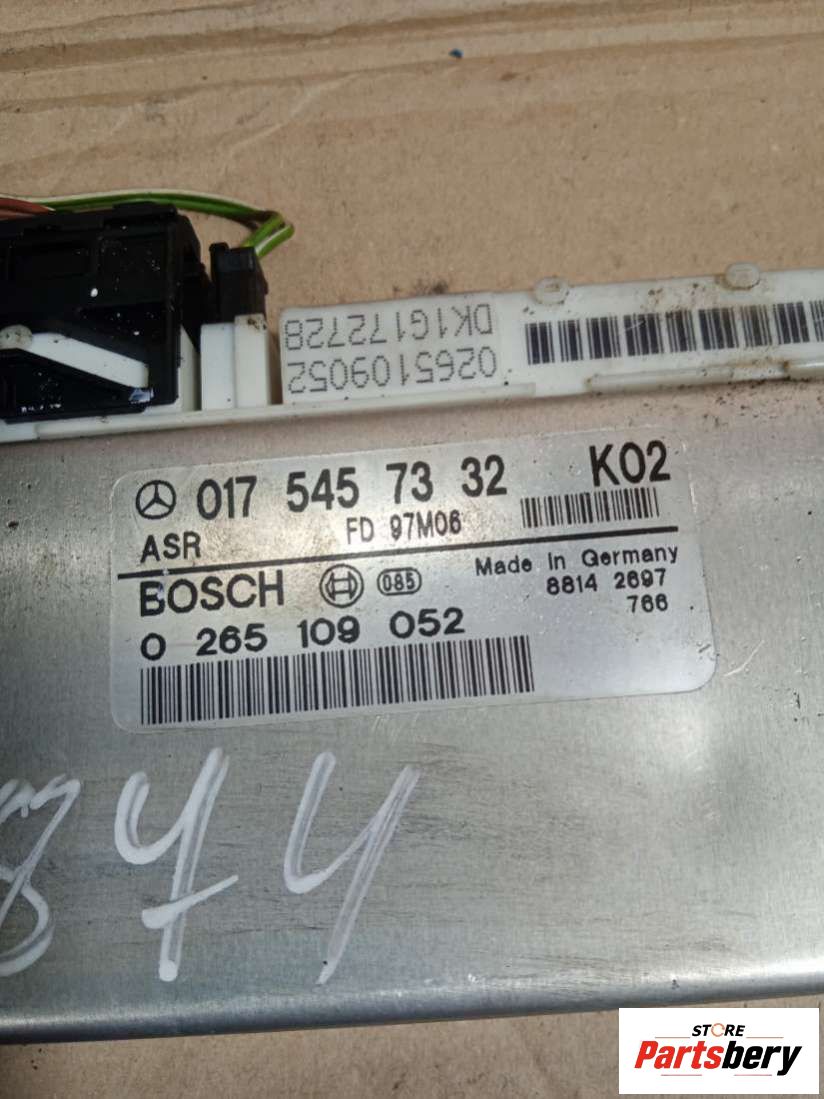 DK1G172728
0265109052
017 545 73 32 K02
ASR FD 97M06
BOSCH 085 Made in Germany
8814 2697
0 265 109 052 766
844
STORE
Partsbery